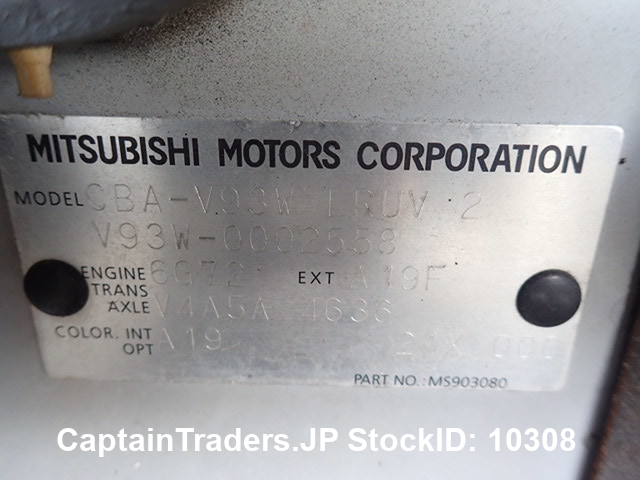 MITSUBISHI MOTORS CORPORATION
MODEL CBA-V93W LRUV 2
V93W-0002558
ENGINE 6G72 EXT A19F
TRANS
AXLE V4A5A 4636
COLOR. INT A19
OPT
PART NO.: MS903080
CaptainTraders.JP StockID: 10308